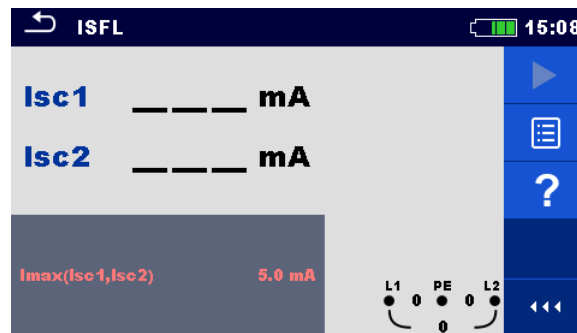 ISFL 15:08
Isc1 ___ mA
Isc2 ___ mA
?
Imax(Isc1,Isc2) 5.0 mA
L1 PE L2
0 0
0